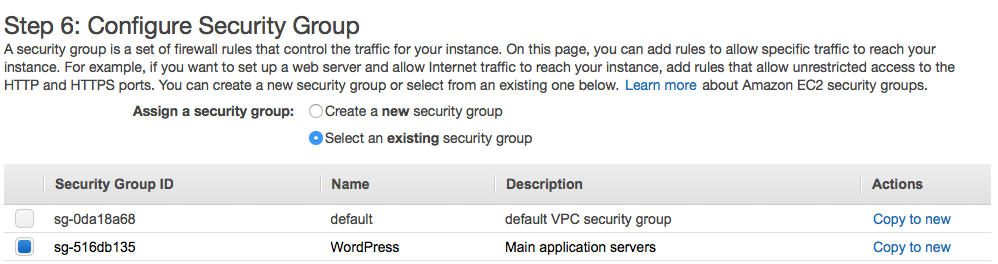 Step 6: Configure Security Group
A security group is a set of firewall rules that control the traffic for your instance. On this page, you can add rules to allow specific traffic to reach your
instance. For example, if you want to set up a web server and allow Internet traffic to reach your instance, add rules that allow unrestricted access to the
HTTP and HTTPS ports. You can create a new security group or select from an existing one below. Learn more about Amazon EC2 security groups.
Assign a security group: Create a new security group
Select an existing security group
Security Group ID Name Description Actions
sg-0da18a68 default default VPC security group Copy to new
sg-516db135 WordPress Main application servers Copy to new